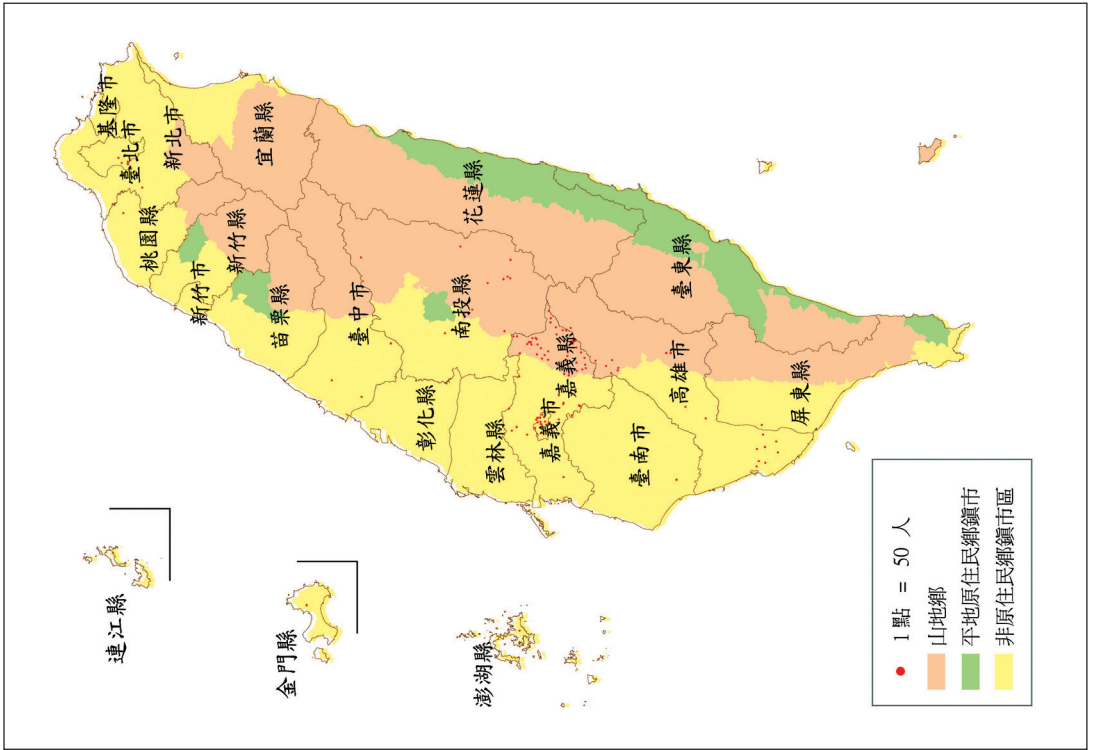 連江縣
金門縣
澎湖縣
基隆市
臺北市
新北市
桃園縣
新竹市
新竹縣
宜蘭縣
苗栗縣
臺中市
花蓮縣
南投縣
彰化縣
雲林縣
嘉義市
嘉義縣
臺南市
高雄市
臺東縣
屏東縣
1 點 = 50 人
山地鄉
平地原住民鄉鎮市
非原住民鄉鎮市區